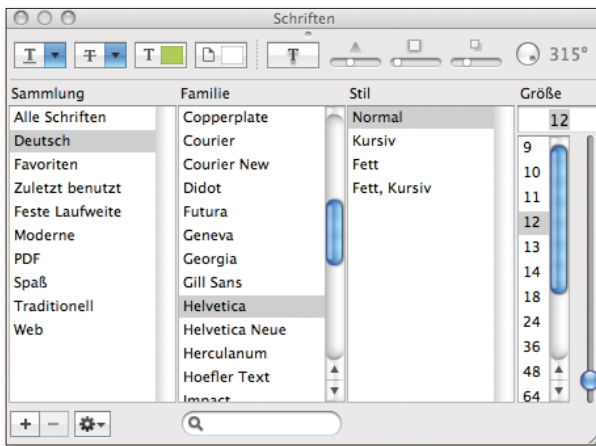 Schriften
T T T T 315°
Sammlung Familie Stil Größe
Alle Schriften
Deutsch
Favoriten
Zuletzt benutzt
Feste Laufweite
Moderne
PDF
Spaß
Traditionell
Web
Copperplate
Courier
Courier New
Didot
Futura
Geneva
Georgia
Gill Sans
Helvetica
Helvetica Neue
Herculanum
Hoefler Text
Impact
Normal
Kursiv
Fett
Fett, Kursiv
12
9
10
11
12
13
14
18
24
36
48
64